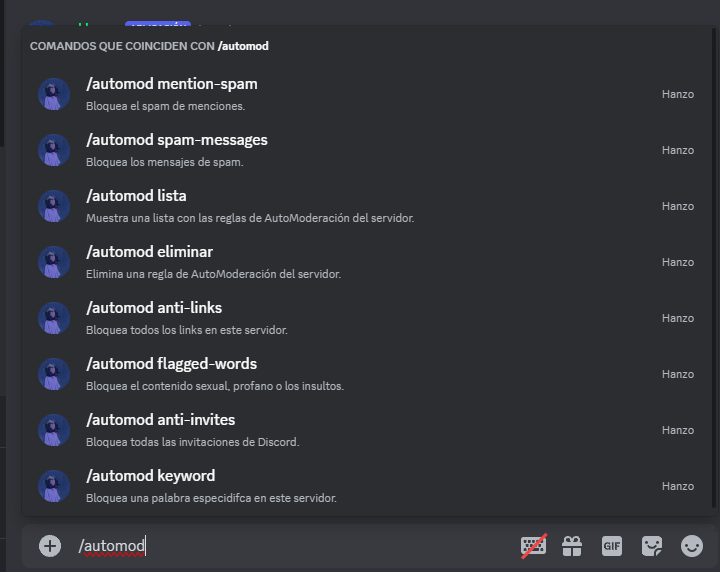 COMANDOS QUE COINCIDEN CON /automod
/automod mention-spam
Bloquea el spam de menciones.
Hanzo
/automod spam-messages
Bloquea los mensajes de spam.
Hanzo
/automod lista
Muestra una lista con las reglas de AutoModeración del servidor.
Hanzo
/automod eliminar
Elimina una regla de AutoModeración del servidor.
Hanzo
/automod anti-links
Bloquea todos los links en este servidor.
Hanzo
/automod flagged-words
Bloquea el contenido sexual, profano o los insultos.
Hanzo
/automod anti-invites
Bloquea todas las invitaciones de Discord.
Hanzo
/automod keyword
Bloquea una palabra especidifca en este servidor.
Hanzo
/automod
GIF